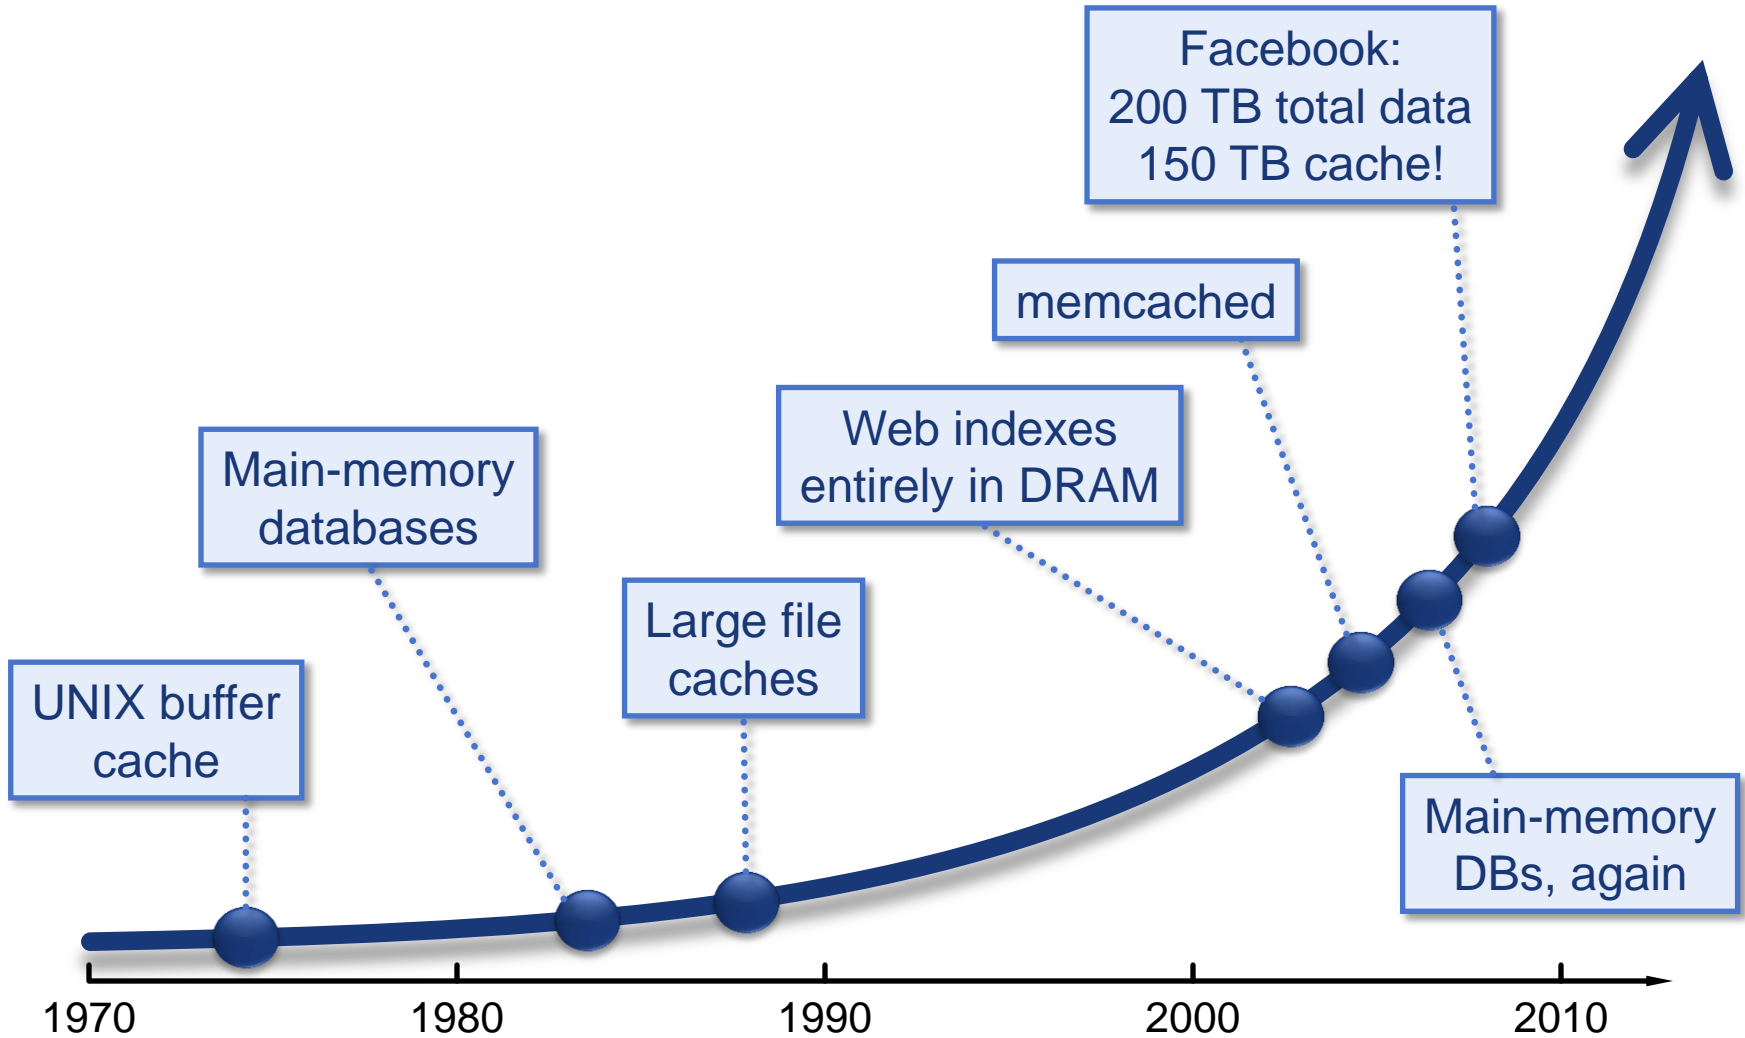 Facebook:
200 TB total data
150 TB cache!
memcached
Web indexes
entirely in DRAM
Main-memory
databases
Large file
caches
UNIX buffer
cache
Main-memory
DBs, again
1970 1980 1990 2000 2010